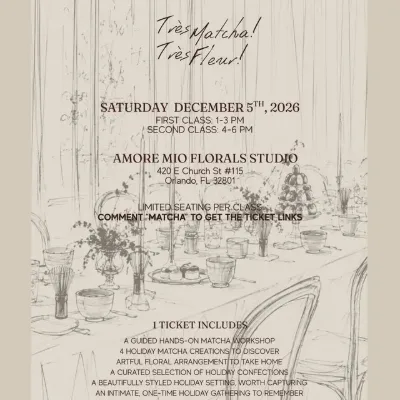 Très Matcha!
Très Fleur!
SATURDAY DECEMBER 5TH, 2026
FIRST CLASS: 1-3 PM
SECOND CLASS: 4-6 PM
AMORE MIO FLORALS STUDIO
420 E Church St #115
Orlando, FL 32801
LIMITED SEATING PER CLASS
COMMENT "MATCHA" TO GET THE TICKET LINKS
1 TICKET INCLUDES
A GUIDED HANDS-ON MATCHA WORKSHOP
4 HOLIDAY MATCHA CREATIONS TO DISCOVER
ARTFUL FLORAL ARRANGEMENT TO TAKE HOME
A CURATED SELECTION OF HOLIDAY CONFECTIONS
A BEAUTIFULLY STYLED HOLIDAY SETTING, WORTH CAPTURING
AN INTIMATE, ONE-TIME HOLIDAY GATHERING TO REMEMBER